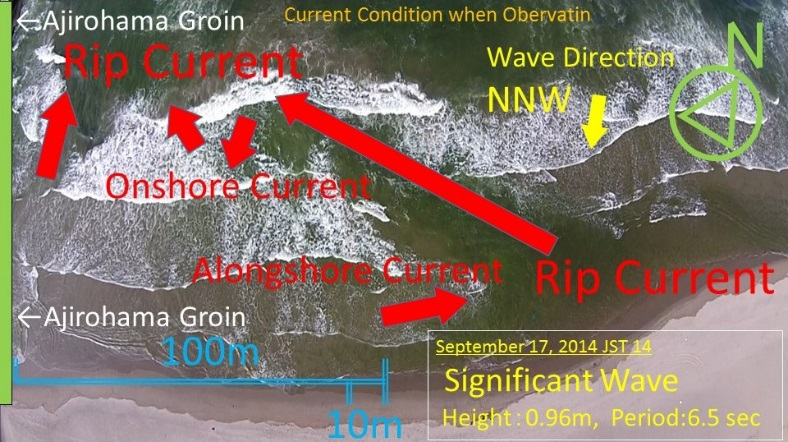 ←Ajirohama Groin
Current Condition when Obervatin
N
Rip Current
Wave Direction
NNW
Onshore Current
Alongshore Current
Rip Current
←Ajirohama Groin
100m
10m
September 17, 2014 JST 14
Significant Wave
Height：0.96m, Period:6.5 sec